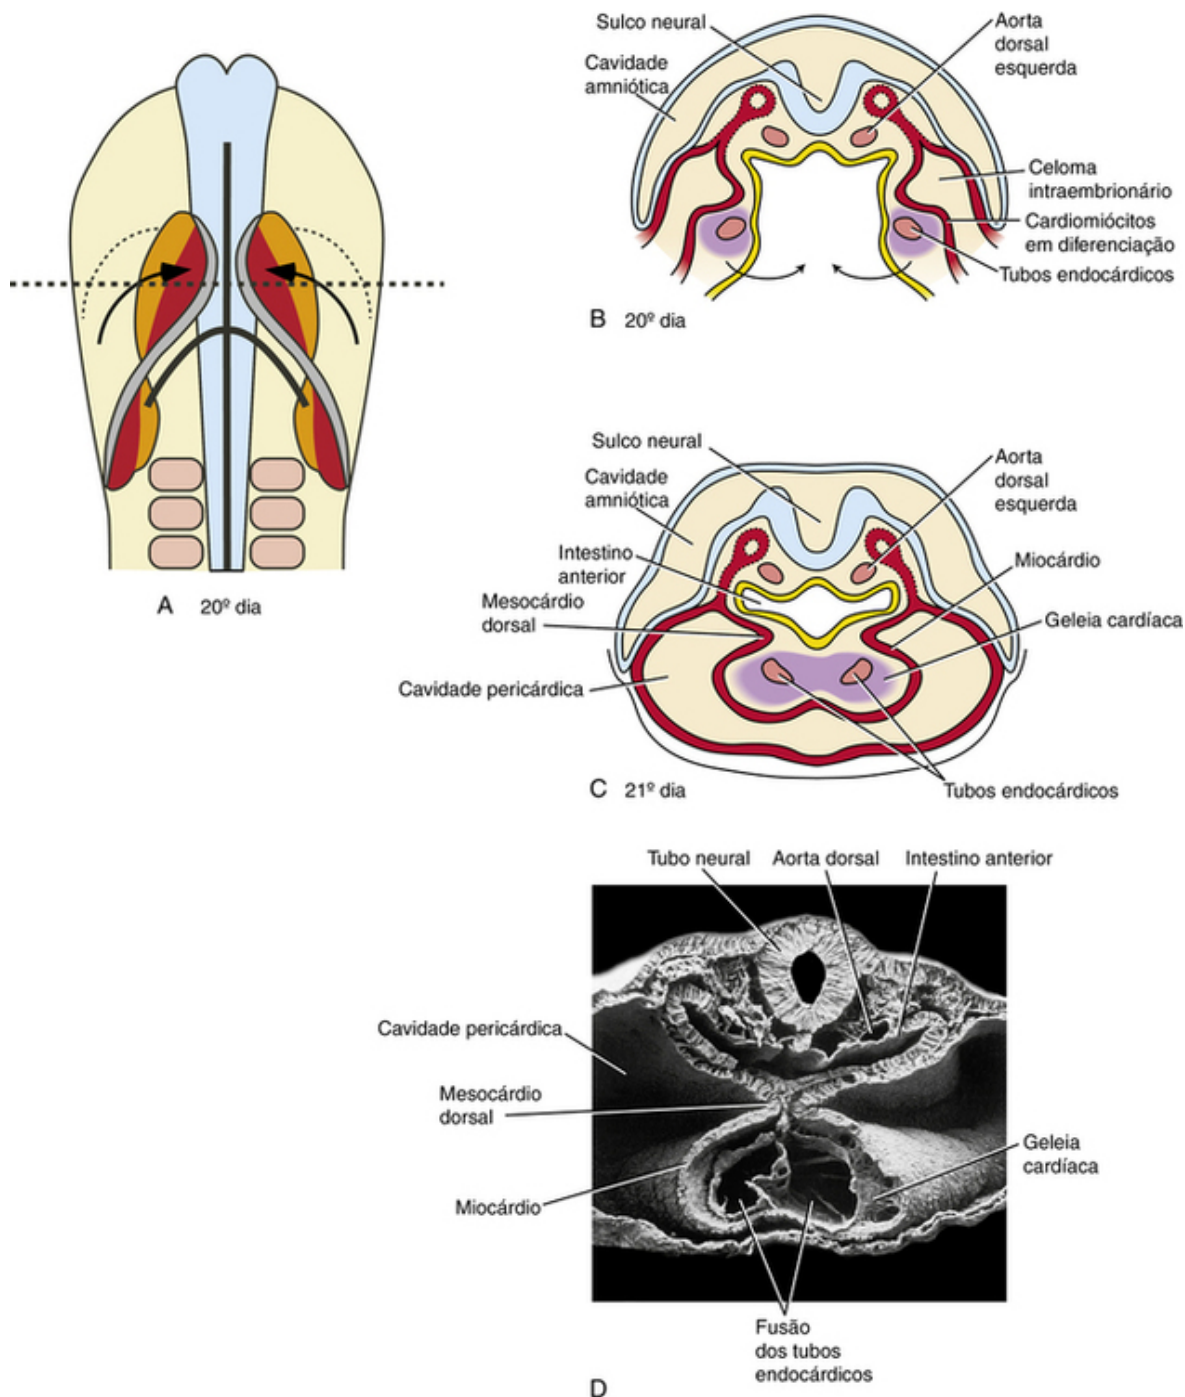 A 20º dia
Sulco neural
Cavidade
amniótica
Aorta
dorsal
esquerda
Celoma
intraembrionário
Cardiomiócitos
em diferenciação
Tubos endocárdicos
B 20º dia
Sulco neural
Cavidade
amniótica
Intestino
anterior
Mesocárdio
dorsal
Cavidade pericárdica
Aorta
dorsal
esquerda
Miocárdio
Geleia cardíaca
Tubos endocárdicos
C 21º dia
Tubo neural
Aorta dorsal
Intestino anterior
Cavidade pericárdica
Mesocárdio
dorsal
Miocárdio
Geleia
cardíaca
Fusão
dos tubos
endocárdicos
D